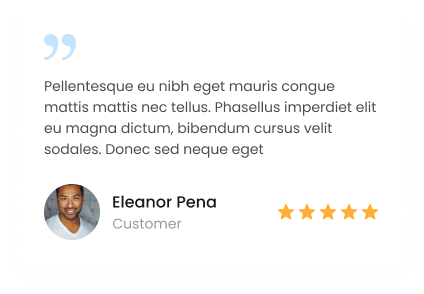 ”
Pellentesque eu nibh eget mauris congue
mattis mattis nec tellus. Phasellus imperdiet elit
eu magna dictum, bibendum cursus velit
sodales. Donec sed neque eget
Eleanor Pena
Customer